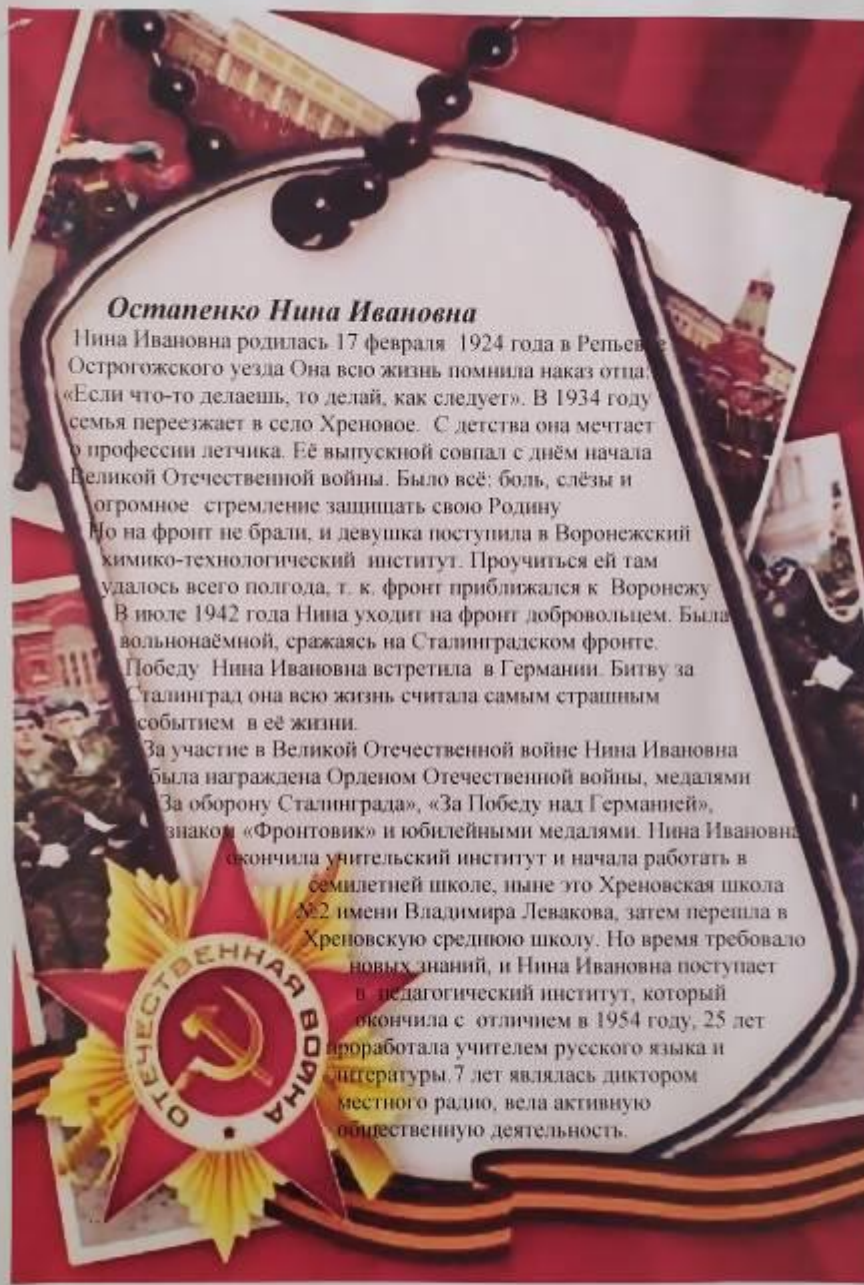 Остапенко Нина Ивановна
Нина Ивановна родилась 17 февраля 1924 года в Репьевке
Острогожского уезда Она всю жизнь помнила наказ отца:
«Если что-то делаешь, то делай, как следует». В 1934 году
семья переезжает в село Хреновое. С детства она мечтает
о профессии летчика. Её выпускной совпал с днём начала
Великой Отечественной войны. Было всё: боль, слёзы и
огромное стремление защищать свою Родину
Но на фронт не брали, и девушка поступила в Воронежский
химико-технологический институт. Проучиться ей там
удалось всего полгода, т. к. фронт приближался к Воронежу
В июле 1942 года Нина уходит на фронт добровольцем. Была
вольнонаёмной, сражаясь на Сталинградском фронте.
Победу Нина Ивановна встретила в Германии. Битву за
Сталинград она всю жизнь считала самым страшным
событием в её жизни.
За участие в Великой Отечественной войне Нина Ивановна
была награждена Орденом Отечественной войны, медалями
«За оборону Сталинграда», «За Победу над Германией»,
знаком «Фронтовик» и юбилейными медалями. Нина Ивановна
окончила учительский институт и начала работать в
семилетней школе, ныне это Хреновская школа
№2 имени Владимира Левакова, затем перешла в
Хреновскую среднюю школу. Но время требовало
новых знаний, и Нина Ивановна поступает
в педагогический институт, который
окончила с отличием в 1954 году, 25 лет
проработала учителем русского языка и
литературы.7 лет являлась диктором
местного радио, вела активную
общественную деятельность.
ОТЕЧЕСТВЕННАЯ ВОЙНА